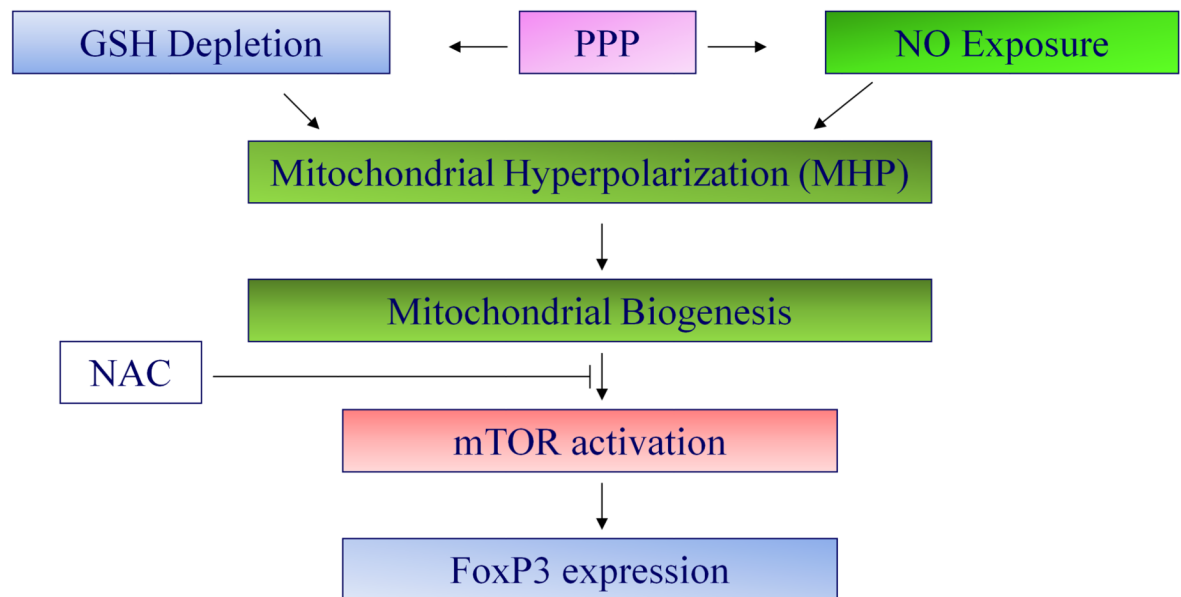 GSH Depletion
PPP
NO Exposure
Mitochondrial Hyperpolarization (MHP)
Mitochondrial Biogenesis
NAC
mTOR activation
FoxP3 expression